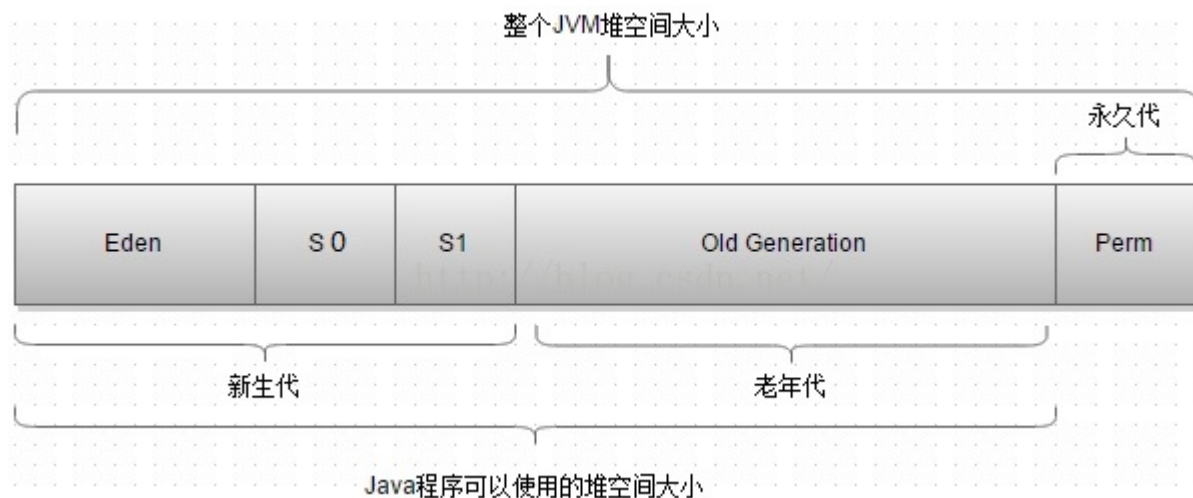 整个JVM堆空间大小
永久代
Eden
S 0
S1
Old Generation
Perm
http://blog.csdn.net/
新生代
老年代
Java程序可以使用的堆空间大小